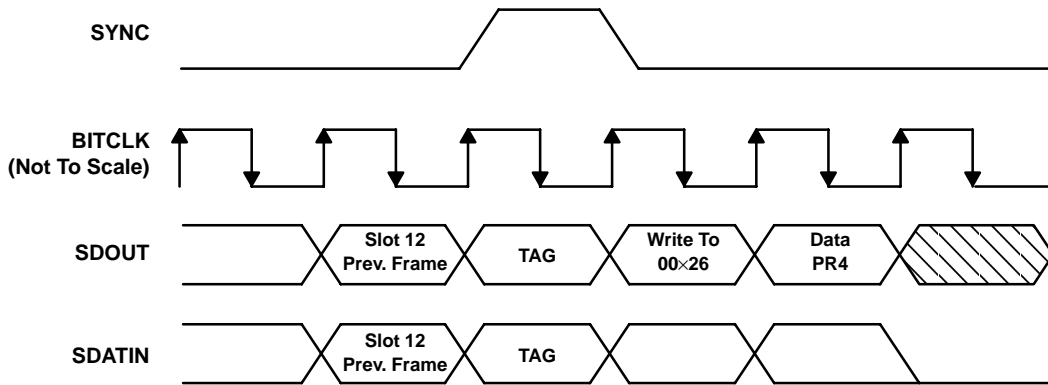 SYNC
BITCLK
(Not To Scale)
SDOUT
Slot 12
Prev. Frame
TAG
Write To
00×26
Data
PR4
SDATIN
Slot 12
Prev. Frame
TAG